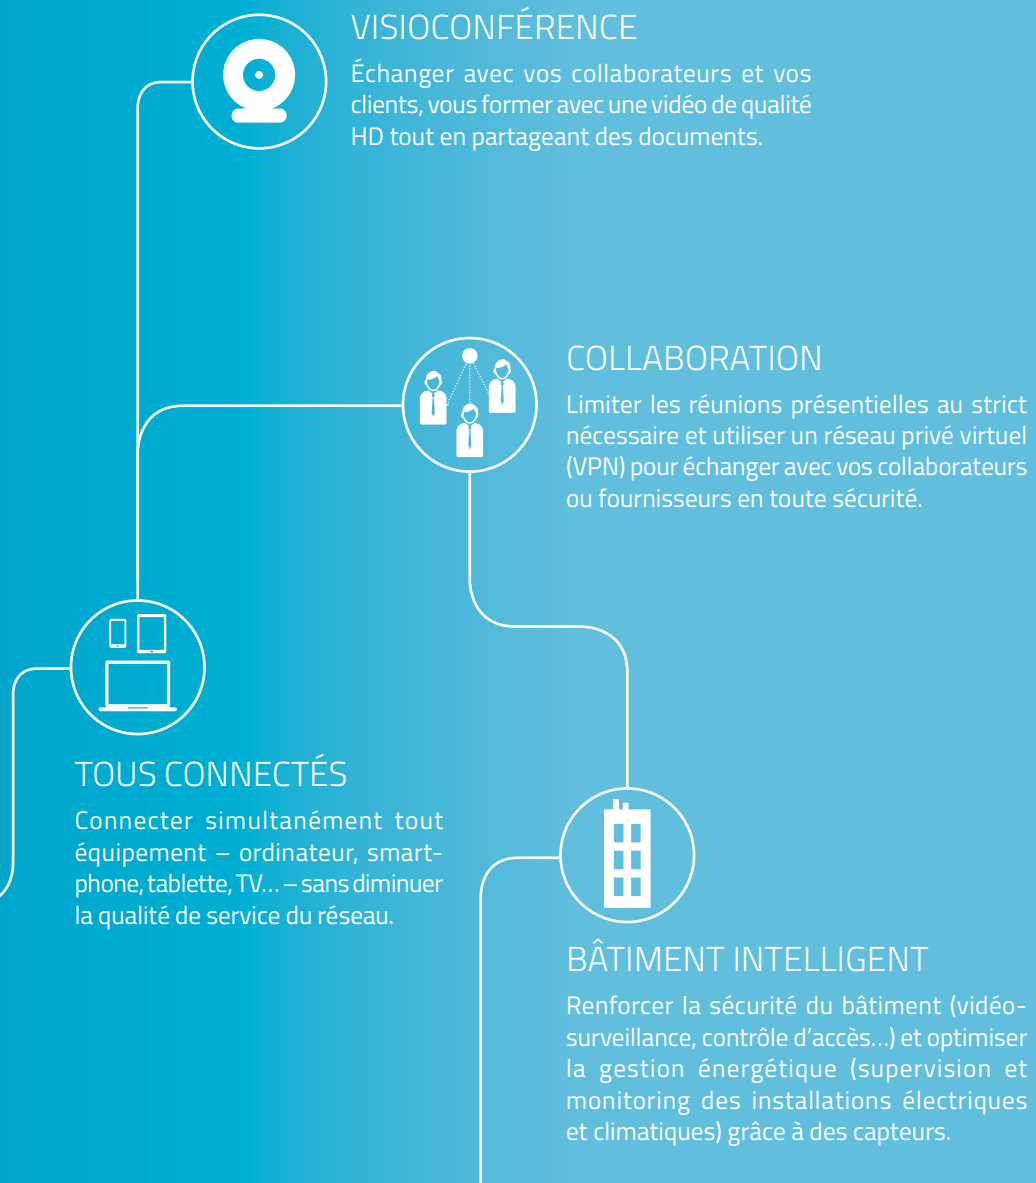 VISIOCONFÉRENCE
Échanger avec vos collaborateurs et vos
clients, vous former avec une vidéo de qualité
HD tout en partageant des documents.
COLLABORATION
Limiter les réunions présentielles au strict
nécessaire et utiliser un réseau privé virtuel
(VPN) pour échanger avec vos collaborateurs
ou fournisseurs en toute sécurité.
TOUS CONNECTÉS
Connecter simultanément tout
équipement – ordinateur, smart-
phone, tablette, TV... – sans diminuer
la qualité de service du réseau.
BÂTIMENT INTELLIGENT
Renforcer la sécurité du bâtiment (vidéo-
surveillance, contrôle d’accès...) et optimiser
la gestion énergétique (supervision et
monitoring des installations électriques
et climatiques) grâce à des capteurs.